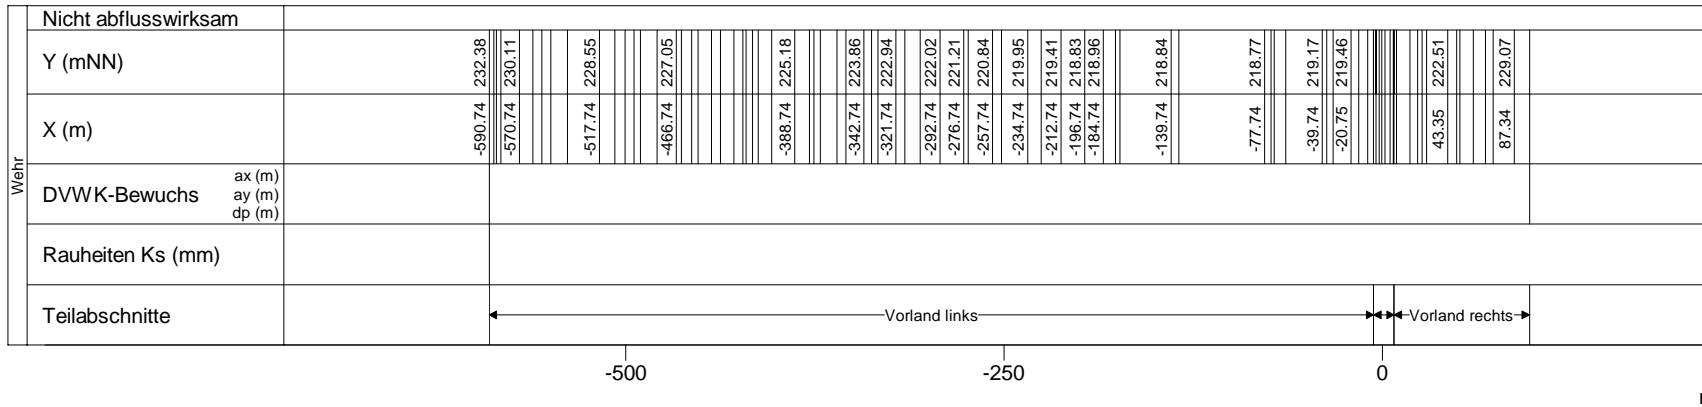 Wehr
Nicht abflusswirksam
Y (mNN) 232.38 230.11 228.55 227.05 225.18 223.86 222.94 222.02 221.21 220.84 219.95 219.41 218.83 218.96 218.84 218.77 219.17 219.46 222.51 229.07
X (m) -590.74 -570.74 -517.74 -466.74 -388.74 -342.74 -321.74 -292.74 -276.74 -257.74 -234.74 -212.74 -196.74 -184.74 -139.74 -77.74 -39.74 -20.75 43.35 87.34
DVWK-Bewuchs
ax (m)
ay (m)
dp (m)
Rauheiten Ks (mm)
Teilabschnitte Vorland links Vorland rechts
-500 -250 0